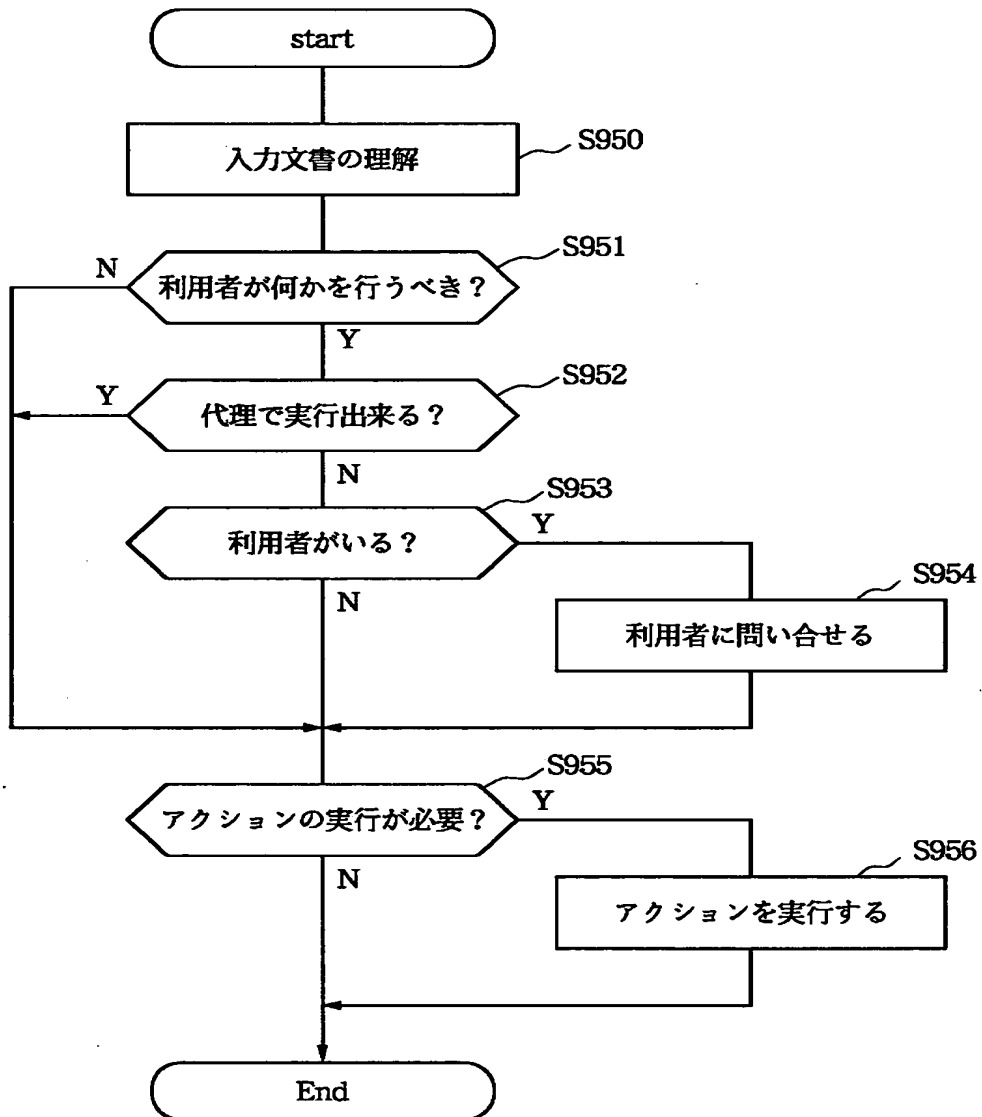 start
入力文書の理解
S950
利用者が何かを行うべき？
S951
N
Y
代理で実行出来る？
S952
Y
N
利用者がいる？
S953
Y
N
利用者に問い合せる
S954
アクションの実行が必要？
S955
Y
N
アクションを実行する
S956
End